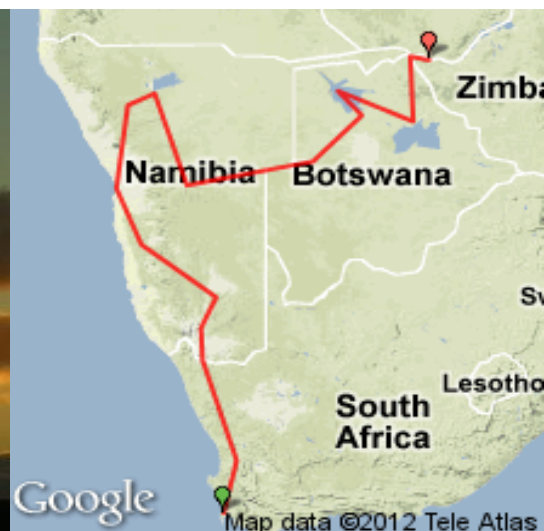 Zimba
Namibia
Botswana
Sw
Lesotho
South
Africa
Google
Map data ©2012 Tele Atlas